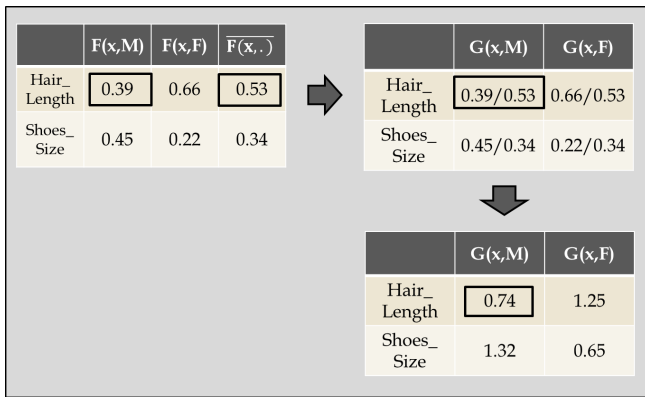 F(x,M) F(x,F) F(x,.)
Hair_
Length 0.39 0.66 0.53
Shoes_
Size 0.45 0.22 0.34
G(x,M) G(x,F)
Hair_
Length 0.39/0.53 0.66/0.53
Shoes_
Size 0.45/0.34 0.22/0.34
G(x,M) G(x,F)
Hair_
Length 0.74 1.25
Shoes_
Size 1.32 0.65